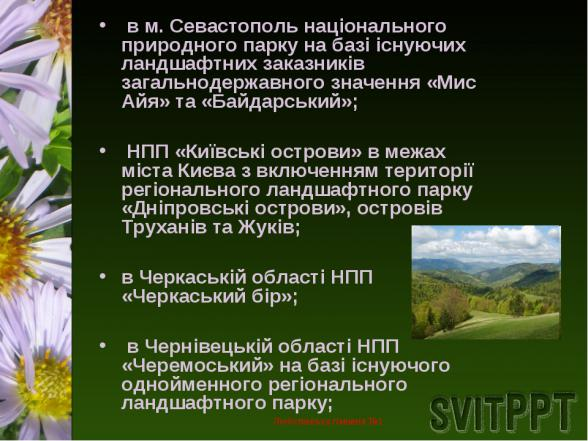 • в м. Севастополь національного
природного парку на базі існуючих
ландшафтних заказників
загальнодержавного значення «Мис
Айя» та «Байдарський»;
• НПП «Київські острови» в межах
міста Києва з включенням території
регіонального ландшафтного парку
«Дніпровські острови», островів
Труханів та Жуків;
• в Черкаській області НПП
«Черкаський бір»;
• в Чернівецькій області НПП
«Черемоський» на базі існуючого
однойменного регіонального
ландшафтного парку;
SVITPPT